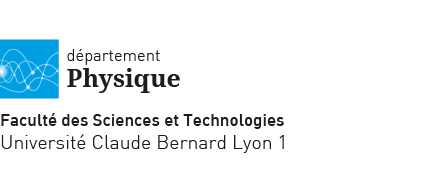 département
Physique
Faculté des Sciences et Technologies
Université Claude Bernard Lyon 1